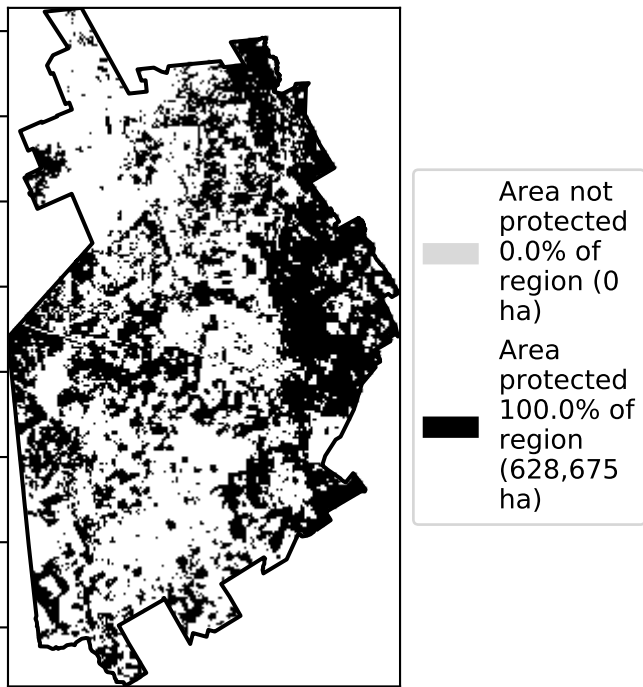 Area not
protected
0.0% of
region (0
ha)
Area
protected
100.0% of
region
(628,675
ha)